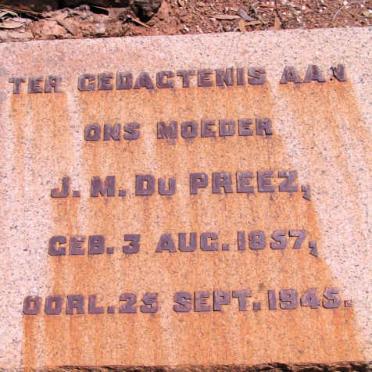 TER GEDACTENIS AAN
ONS MOEDER
J. M. DU PREEZ,
GEB. 3 AUG. 1857,
OORL. 25 SEPT. 1945.